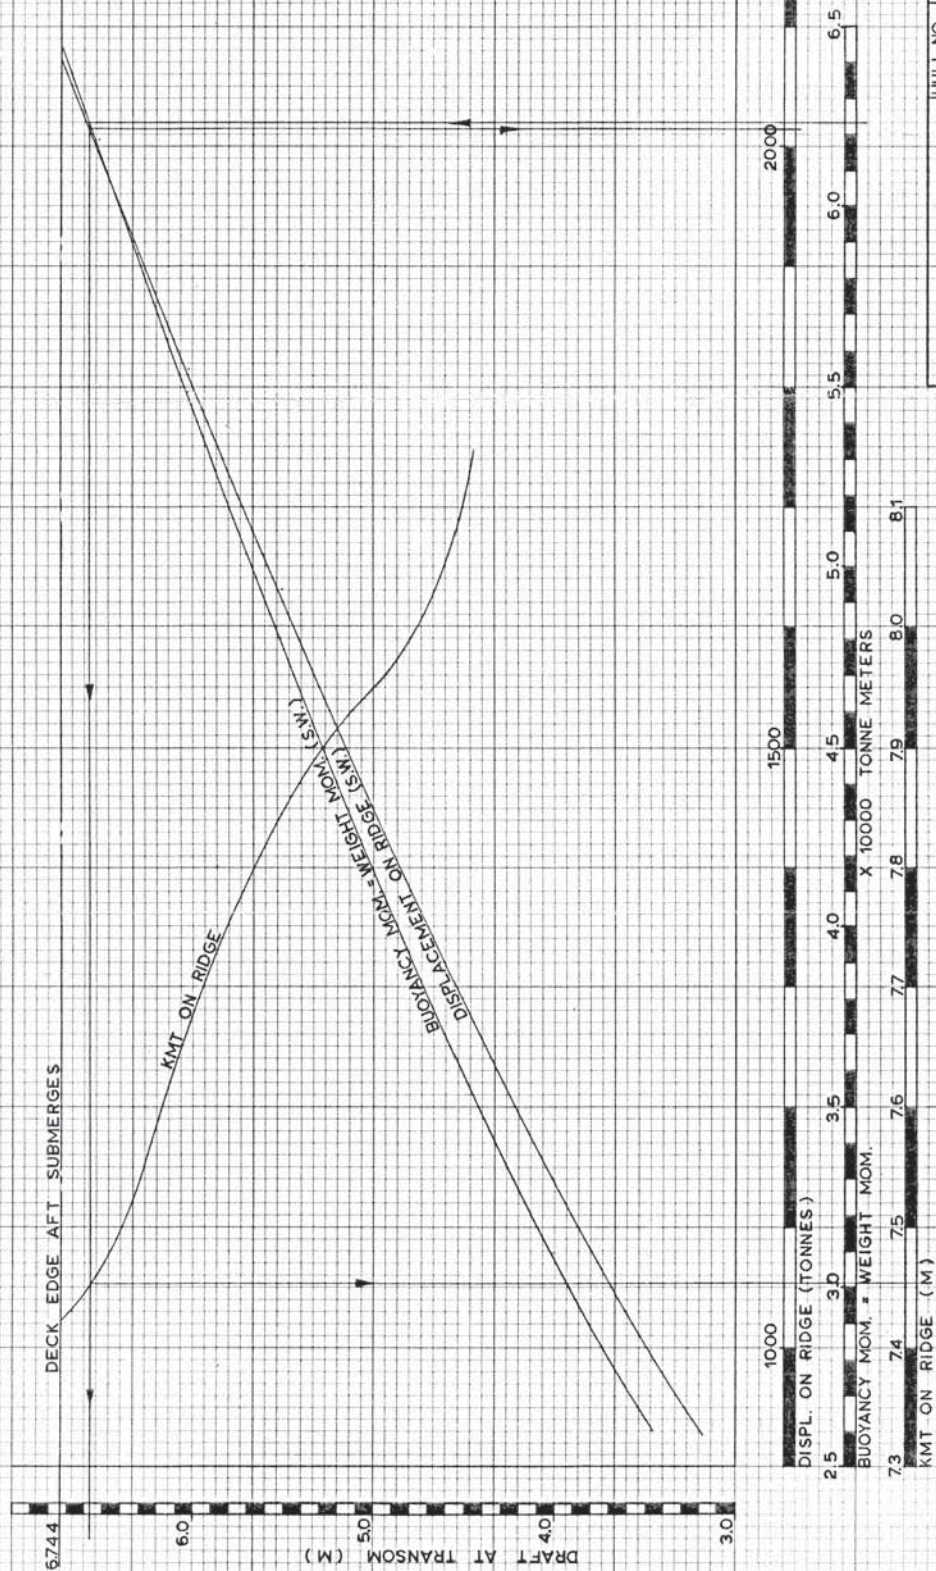 DECK EDGE AFT SUBMERGES
6.744
6.0
5.0
4.0
3.0
DRAFT AT TRANSOM (M)
KMT ON RIDGE
BUOYANCY MOM. = WEIGHT MOM. (S.W.)
DISPLACEMENT ON RIDGE (S.W.)
1000
1500
2000
DISPL. ON RIDGE (TONNES)
2.5
3.0
3.5
4.0
4.5
5.0
5.5
6.0
6.5
BUOYANCY MOM. = WEIGHT MOM.
X 10000 TONNE METERS
7.3
7.4
7.5
7.6
7.7
7.8
7.9
8.0
8.1
KMT ON RIDGE (M)